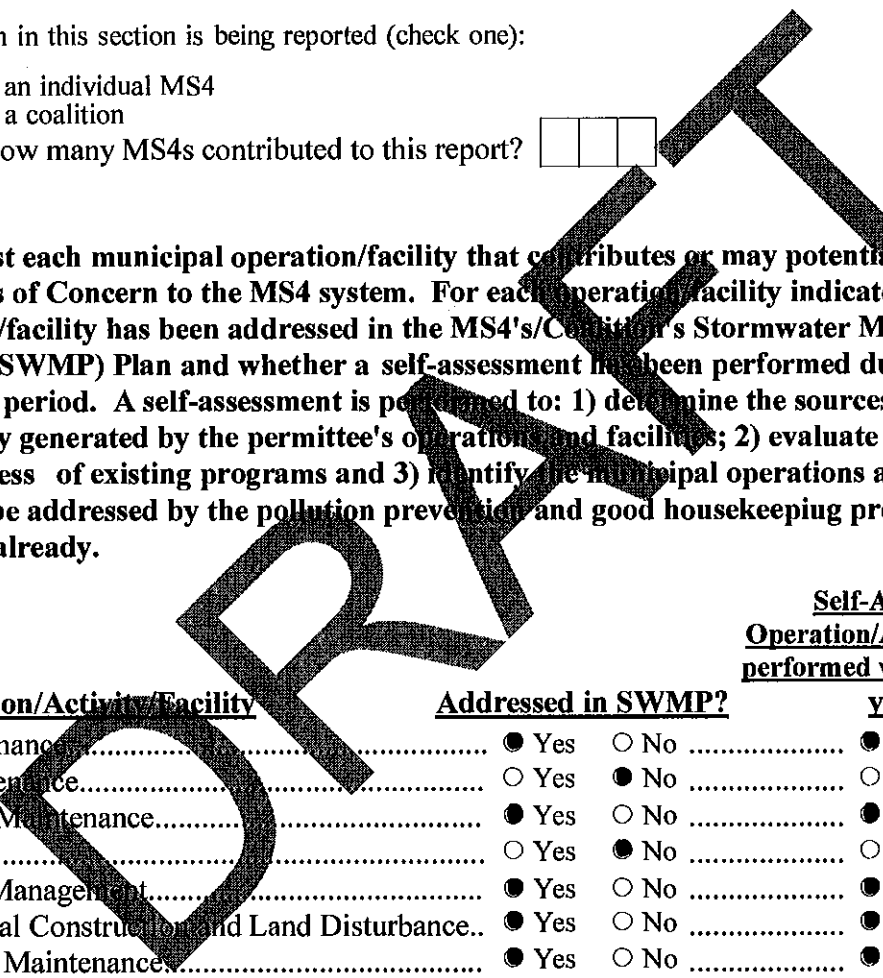 n in this section is being reported (check one):
an individual MS4
a coalition
ow many MS4s contributed to this report?
st each municipal operation/facility that contributes or may potentia
s of Concern to the MS4 system. For each operation/facility indicate
/facility has been addressed in the MS4's/Coalition's Stormwater M
SWMP) Plan and whether a self-assessment has been performed du
period. A self-assessment is performed to: 1) determine the sources
y generated by the permittee's operations and facilities; 2) evaluate
ess of existing programs and 3) identify the municipal operations a
be addressed by the pollution prevention and good housekeepiug pro
already.
Self-A
Operation/A
performed w
on/Activity/Facility Addressed in SWMP? y
nance.......... ● Yes ○ No .......... ●
enance.......... ○ Yes ● No .......... ○
Maintenance.......... ● Yes ○ No .......... ●
.......... ○ Yes ● No .......... ○
Management.......... ● Yes ○ No .......... ●
al Construction and Land Disturbance.. ● Yes ○ No .......... ●
Maintenance.......... ● Yes ○ No .......... ●
DRAFT